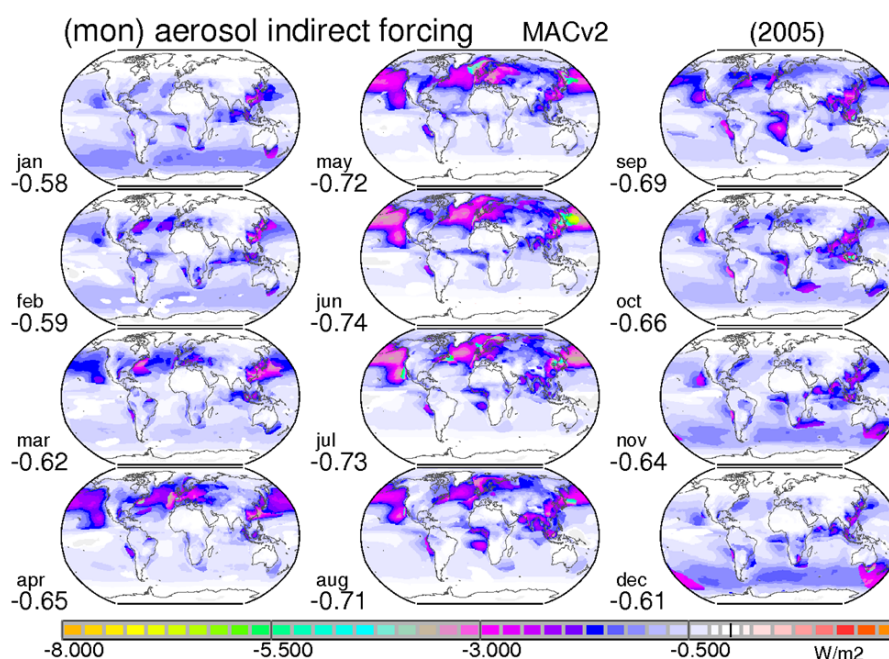 (mon) aerosol indirect forcing MACv2 (2005)
jan
-0.58
may
-0.72
sep
-0.69
feb
-0.59
jun
-0.74
oct
-0.66
mar
-0.62
jul
-0.73
nov
-0.64
apr
-0.65
aug
-0.71
dec
-0.61
-8.000 -5.500 -3.000 -0.500 W/m2